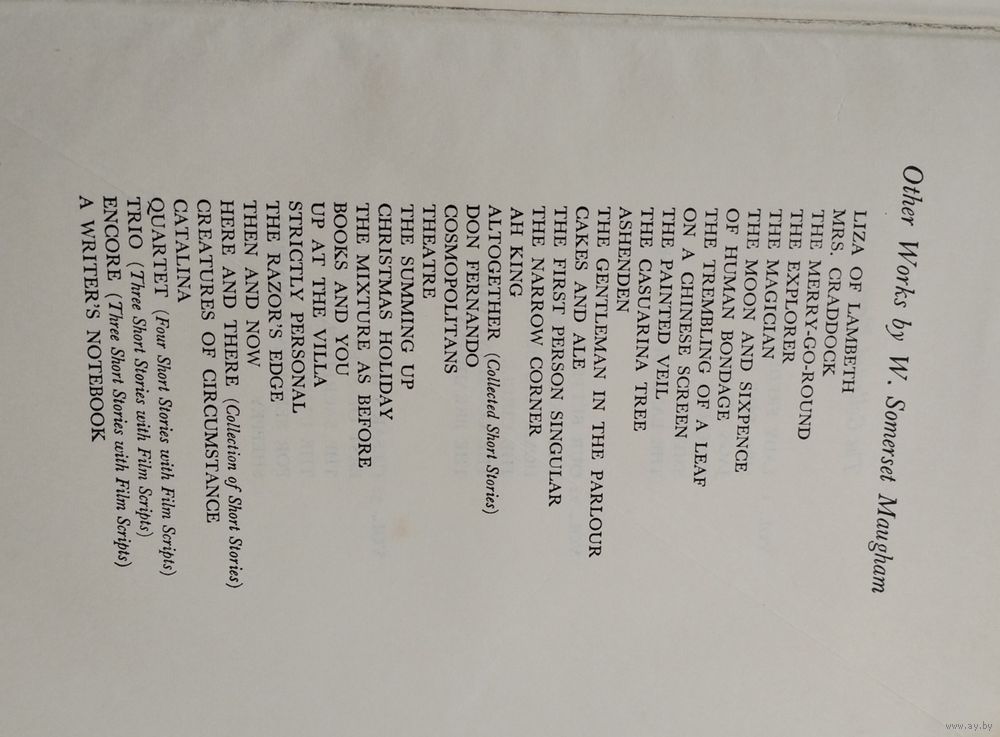 Other Works by W. Somerset Maugham
LIZA OF LAMBETH
MRS. CRADDOCK
THE MERRY-GO-ROUND
THE EXPLORER
THE MAGICIAN
THE MOON AND SIXPENCE
OF HUMAN BONDAGE
THE TREMBLING OF A LEAF
ON A CHINESE SCREEN
THE PAINTED VEIL
THE CASUARINA TREE
ASHENDEN
THE GENTLEMAN IN THE PARLOUR
CAKES AND ALE
THE FIRST PERSON SINGULAR
THE NARROW CORNER
AH KING
ALTOGETHER (Collected Short Stories)
DON FERNANDO
COSMOPOLITANS
THEATRE
THE SUMMING UP
CHRISTMAS HOLIDAY
THE MIXTURE AS BEFORE
BOOKS AND YOU
UP AT THE VILLA
STRICTLY PERSONAL
THE RAZOR'S EDGE
THEN AND NOW
HERE AND THERE (Collection of Short Stories)
CREATURES OF CIRCUMSTANCE
CATALINA
QUARTET (Four Short Stories with Film Scripts)
TRIO (Three Short Stories with Film Scripts)
ENCORE (Three Short Stories with Film Scripts)
A WRITER'S NOTEBOOK
www.ay.by